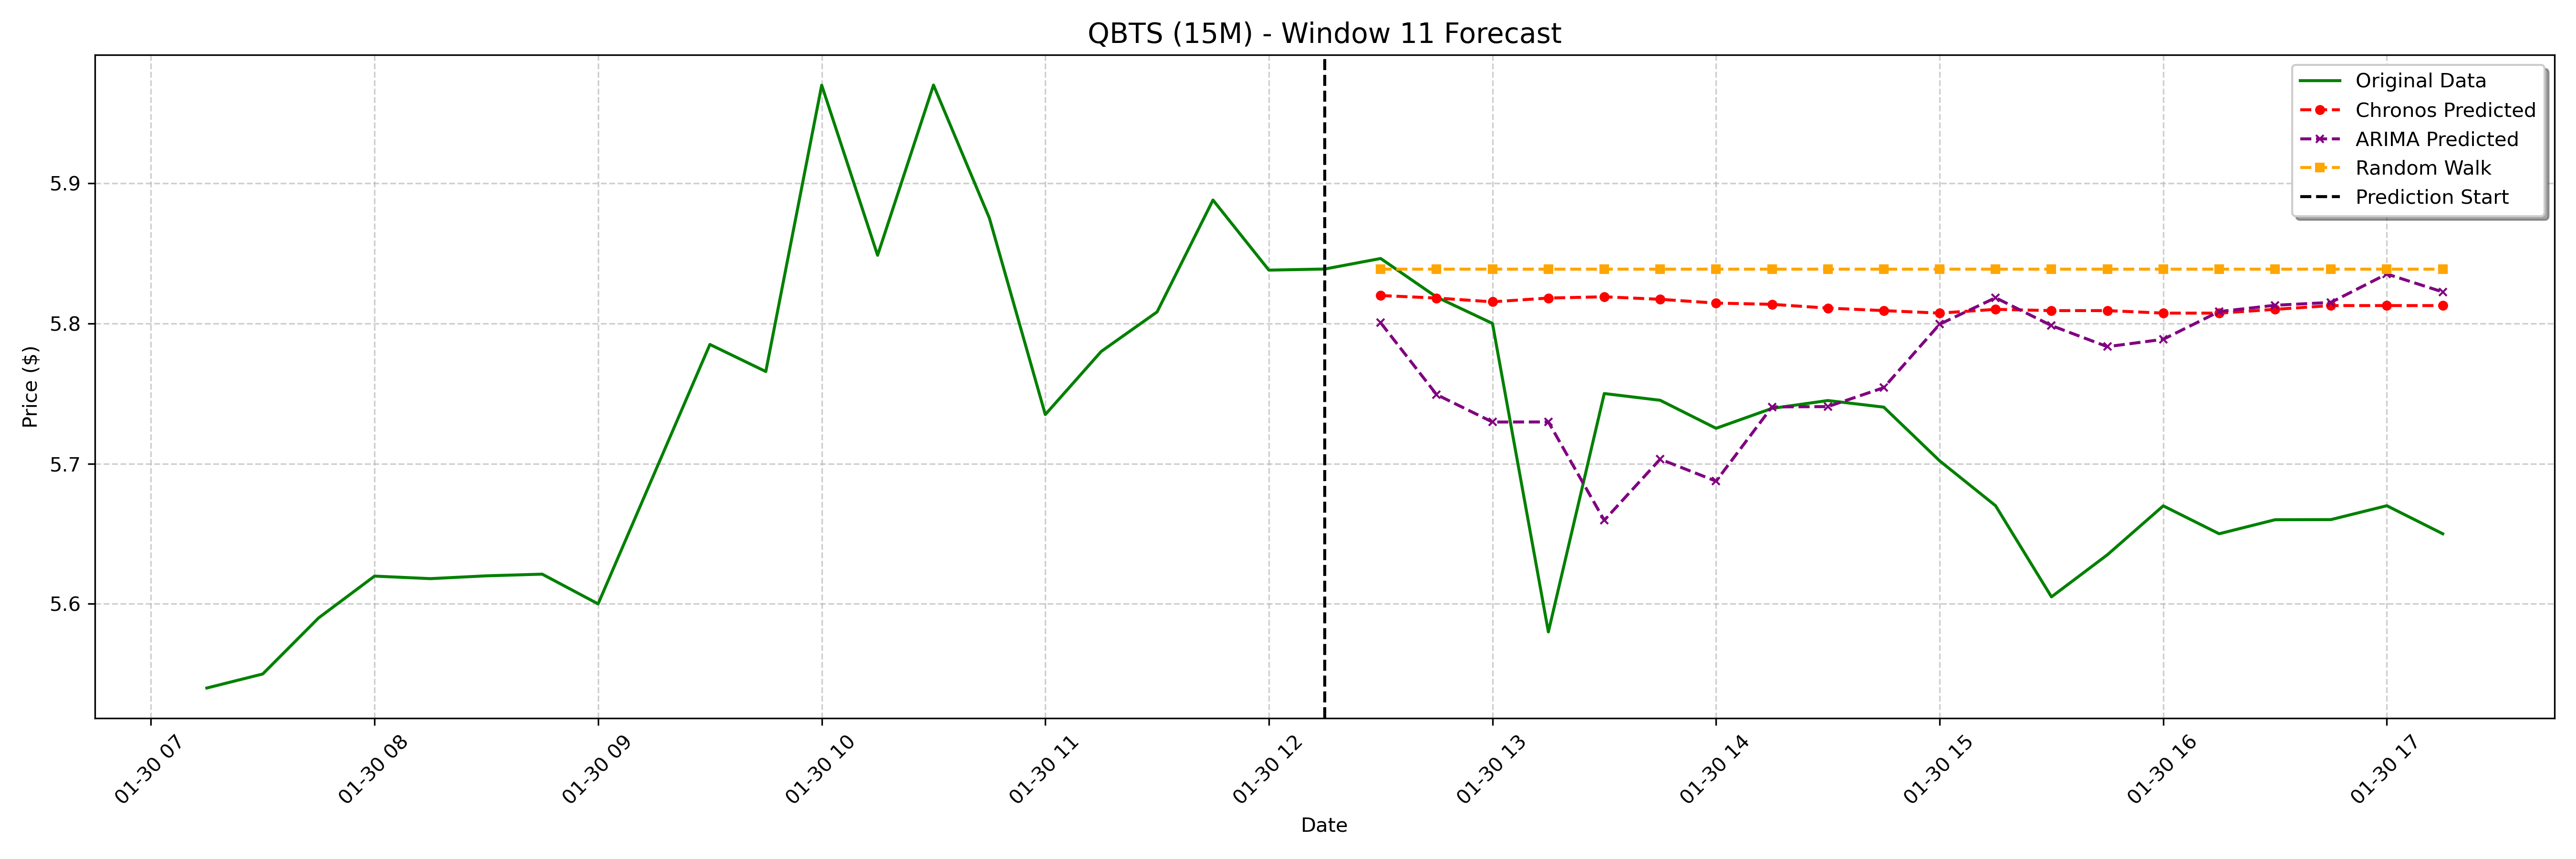 QBTS (15M) - Window 11 Forecast
Original Data
Chronos Predicted
ARIMA Predicted
Random Walk
Prediction Start
Price ($)
5.9
5.8
5.7
5.6
01-30 07
01-30 08
01-30 09
01-30 10
01-30 11
01-30 12
01-30 13
01-30 14
01-30 15
01-30 16
01-30 17
Date